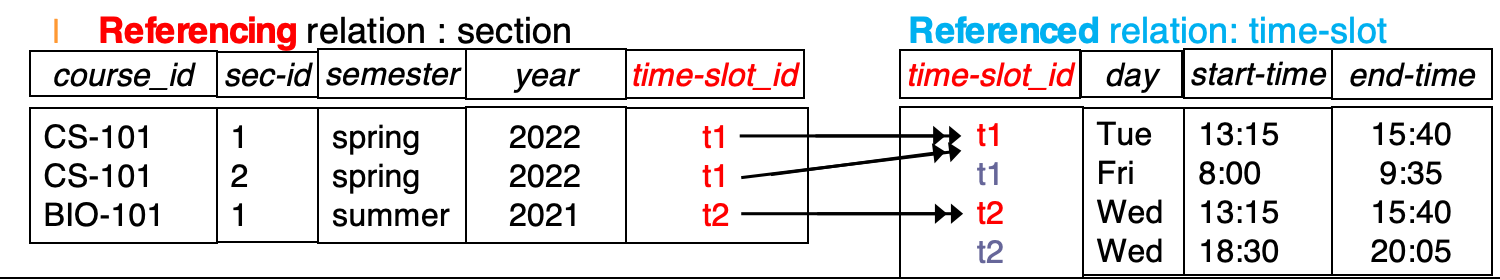 Referencing relation : section Referenced relation: time-slot
course_id sec-id semester year time-slot_id time-slot_id day start-time end-time
CS-101 1 spring 2022 t1 t1 Tue 13:15 15:40
CS-101 2 spring 2022 t1 t1 Fri 8:00 9:35
BIO-101 1 summer 2021 t2 t2 Wed 13:15 15:40
t2 Wed 18:30 20:05